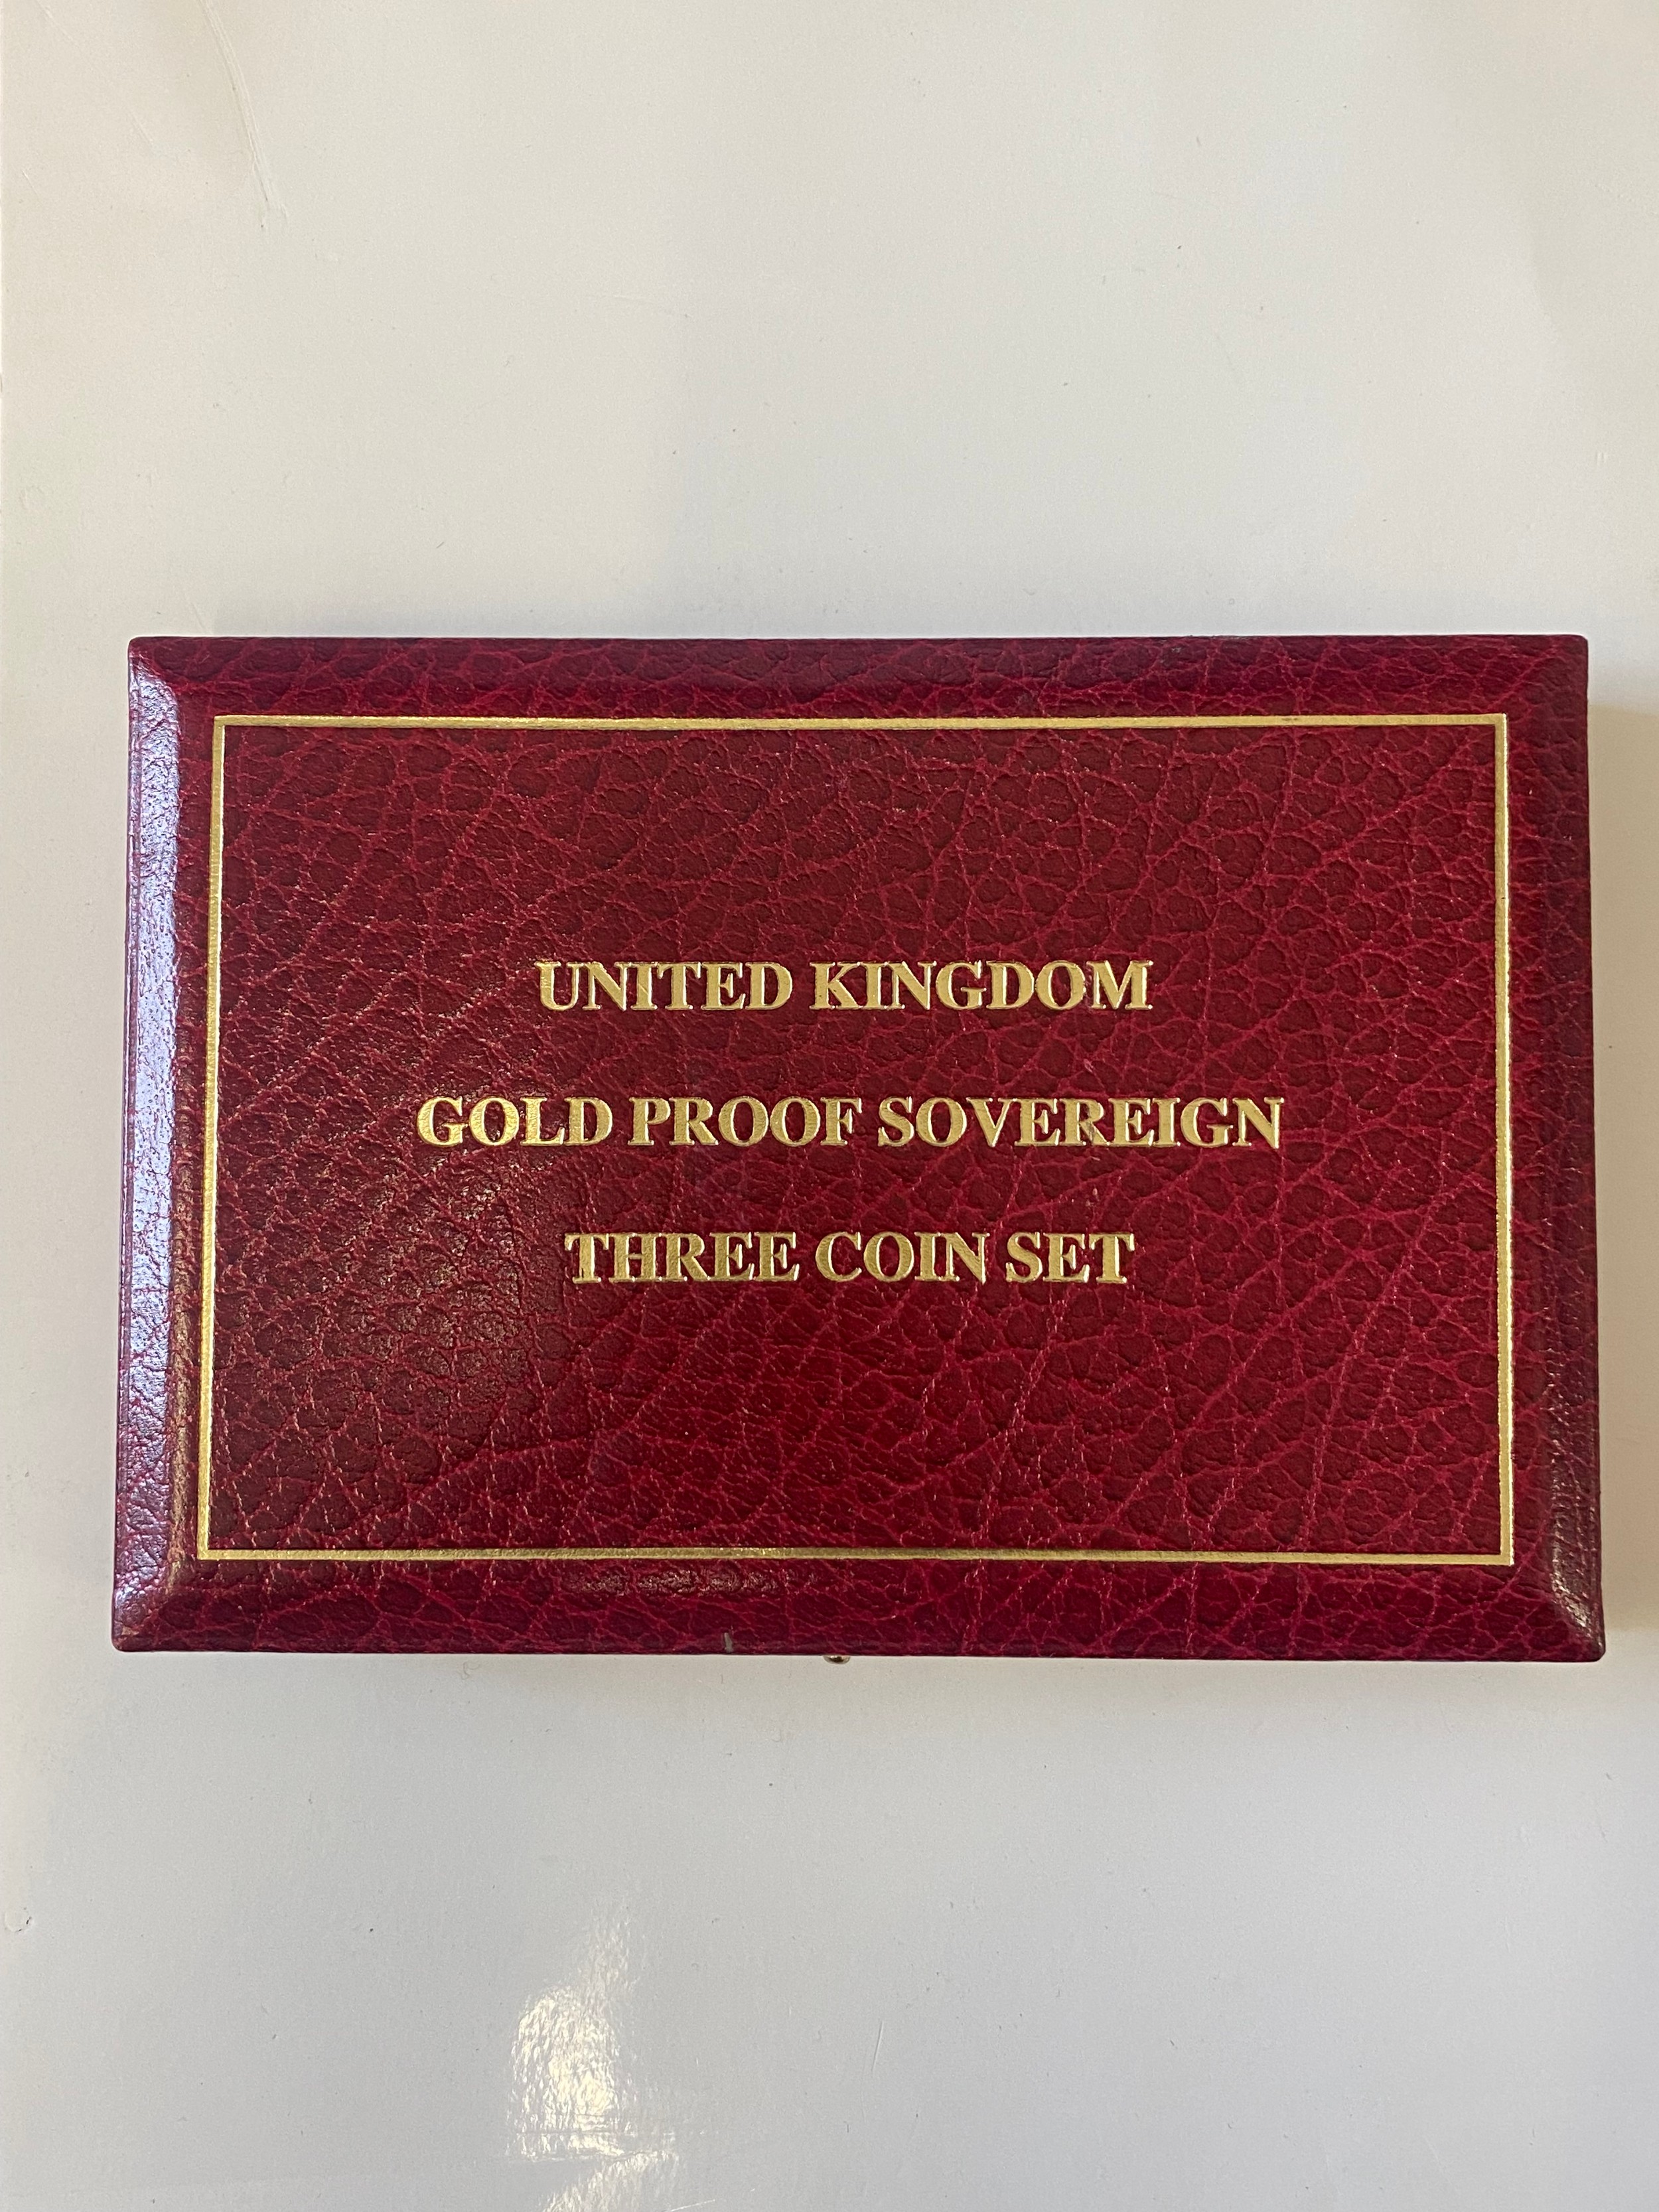 UNITED KINGDOM
GOLD PROOF SOVEREIGN
THREE COIN SET